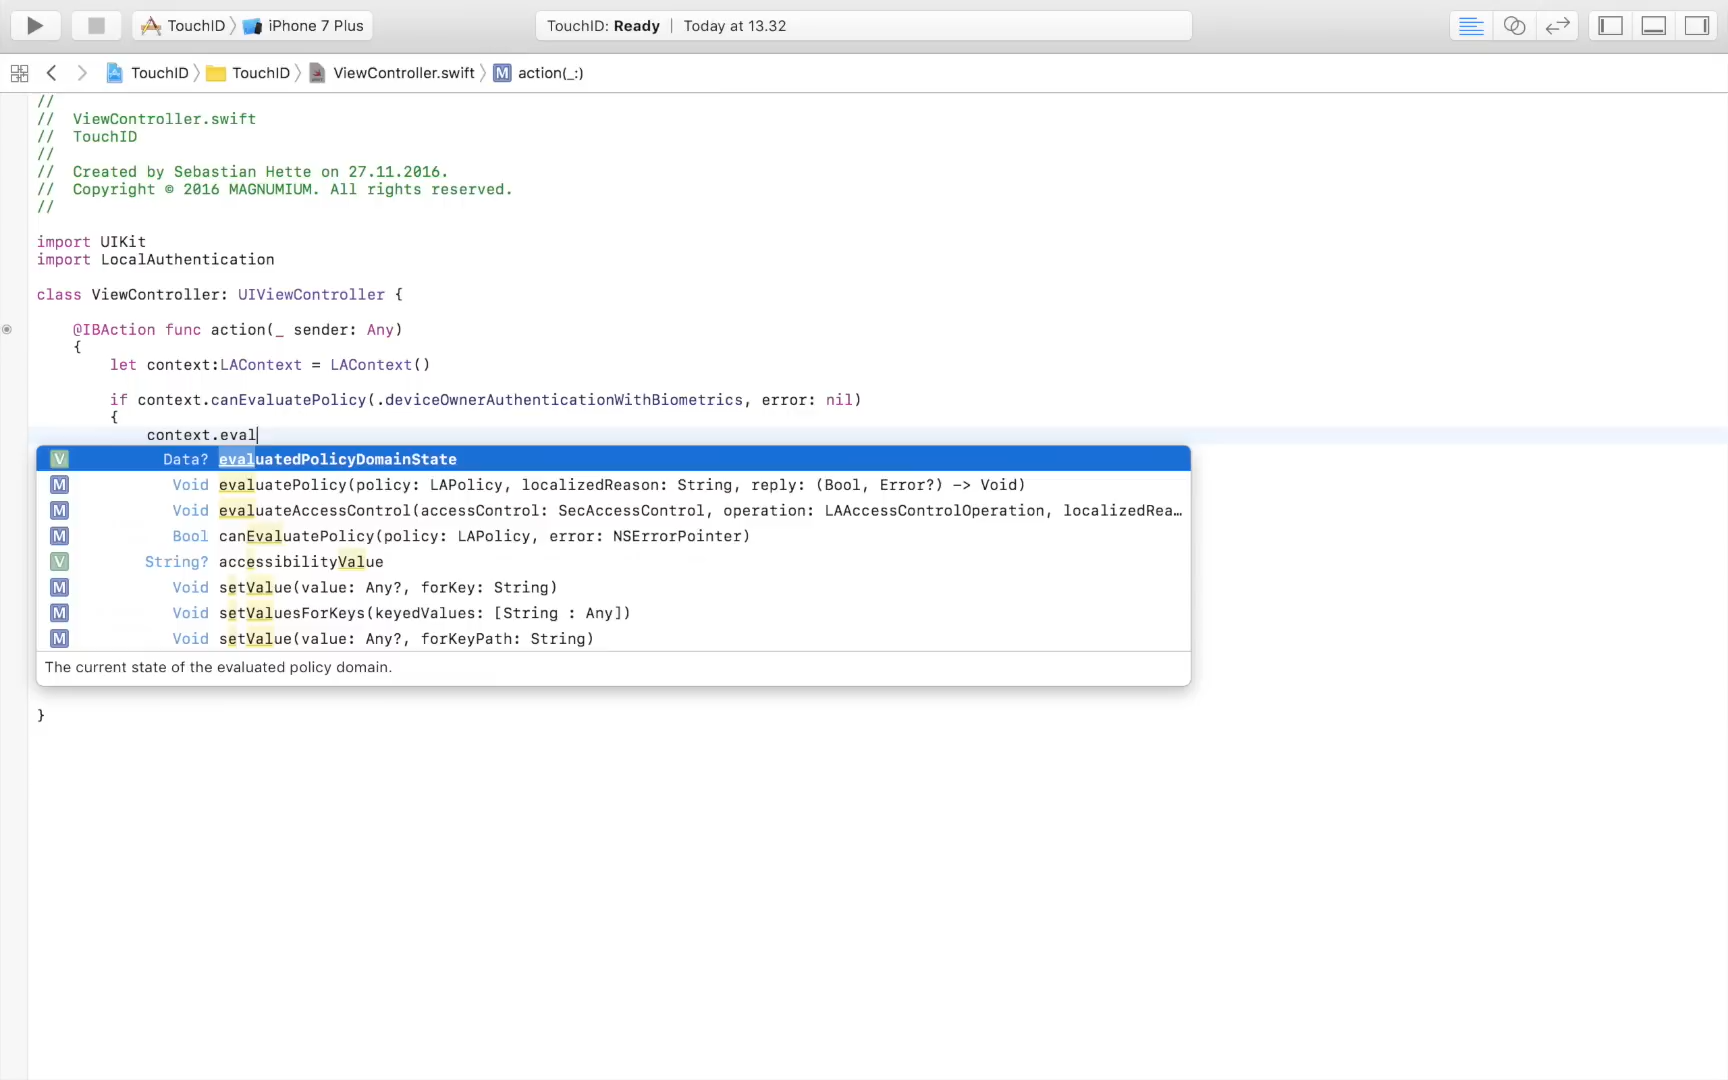 TouchID iPhone 7 Plus TouchID: Ready Today at 13.32
TouchID TouchID ViewController.swift M action(_:)
//
// ViewController.swift
// TouchID
//
// Created by Sebastian Hette on 27.11.2016.
// Copyright © 2016 MAGNUMIUM. All rights reserved.
//
import UIKit
import LocalAuthentication
class ViewController: UIViewController {
@IBAction func action(_ sender: Any)
{
let context:LAContext = LAContext()
if context.canEvaluatePolicy(.deviceOwnerAuthenticationWithBiometrics, error: nil)
{
context.eval
V Data? evaluatedPolicyDomainState
M Void evaluatePolicy(policy: LAPolicy, localizedReason: String, reply: (Bool, Error?) -> Void)
M Void evaluateAccessControl(accessControl: SecAccessControl, operation: LAAccessControlOperation, localizedRea…
M Bool canEvaluatePolicy(policy: LAPolicy, error: NSErrorPointer)
V String? accessibilityValue
M Void setValue(value: Any?, forKey: String)
M Void setValuesForKeys(keyedValues: [String : Any])
M Void setValue(value: Any?, forKeyPath: String)
The current state of the evaluated policy domain.
}